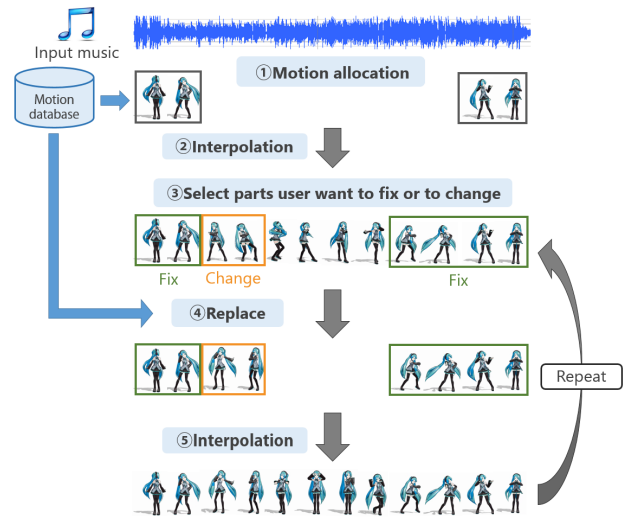 Input music
①Motion allocation
Motion
database
②Interpolation
③Select parts user want to fix or to change
Fix
Change
Fix
④Replace
Repeat
⑤Interpolation